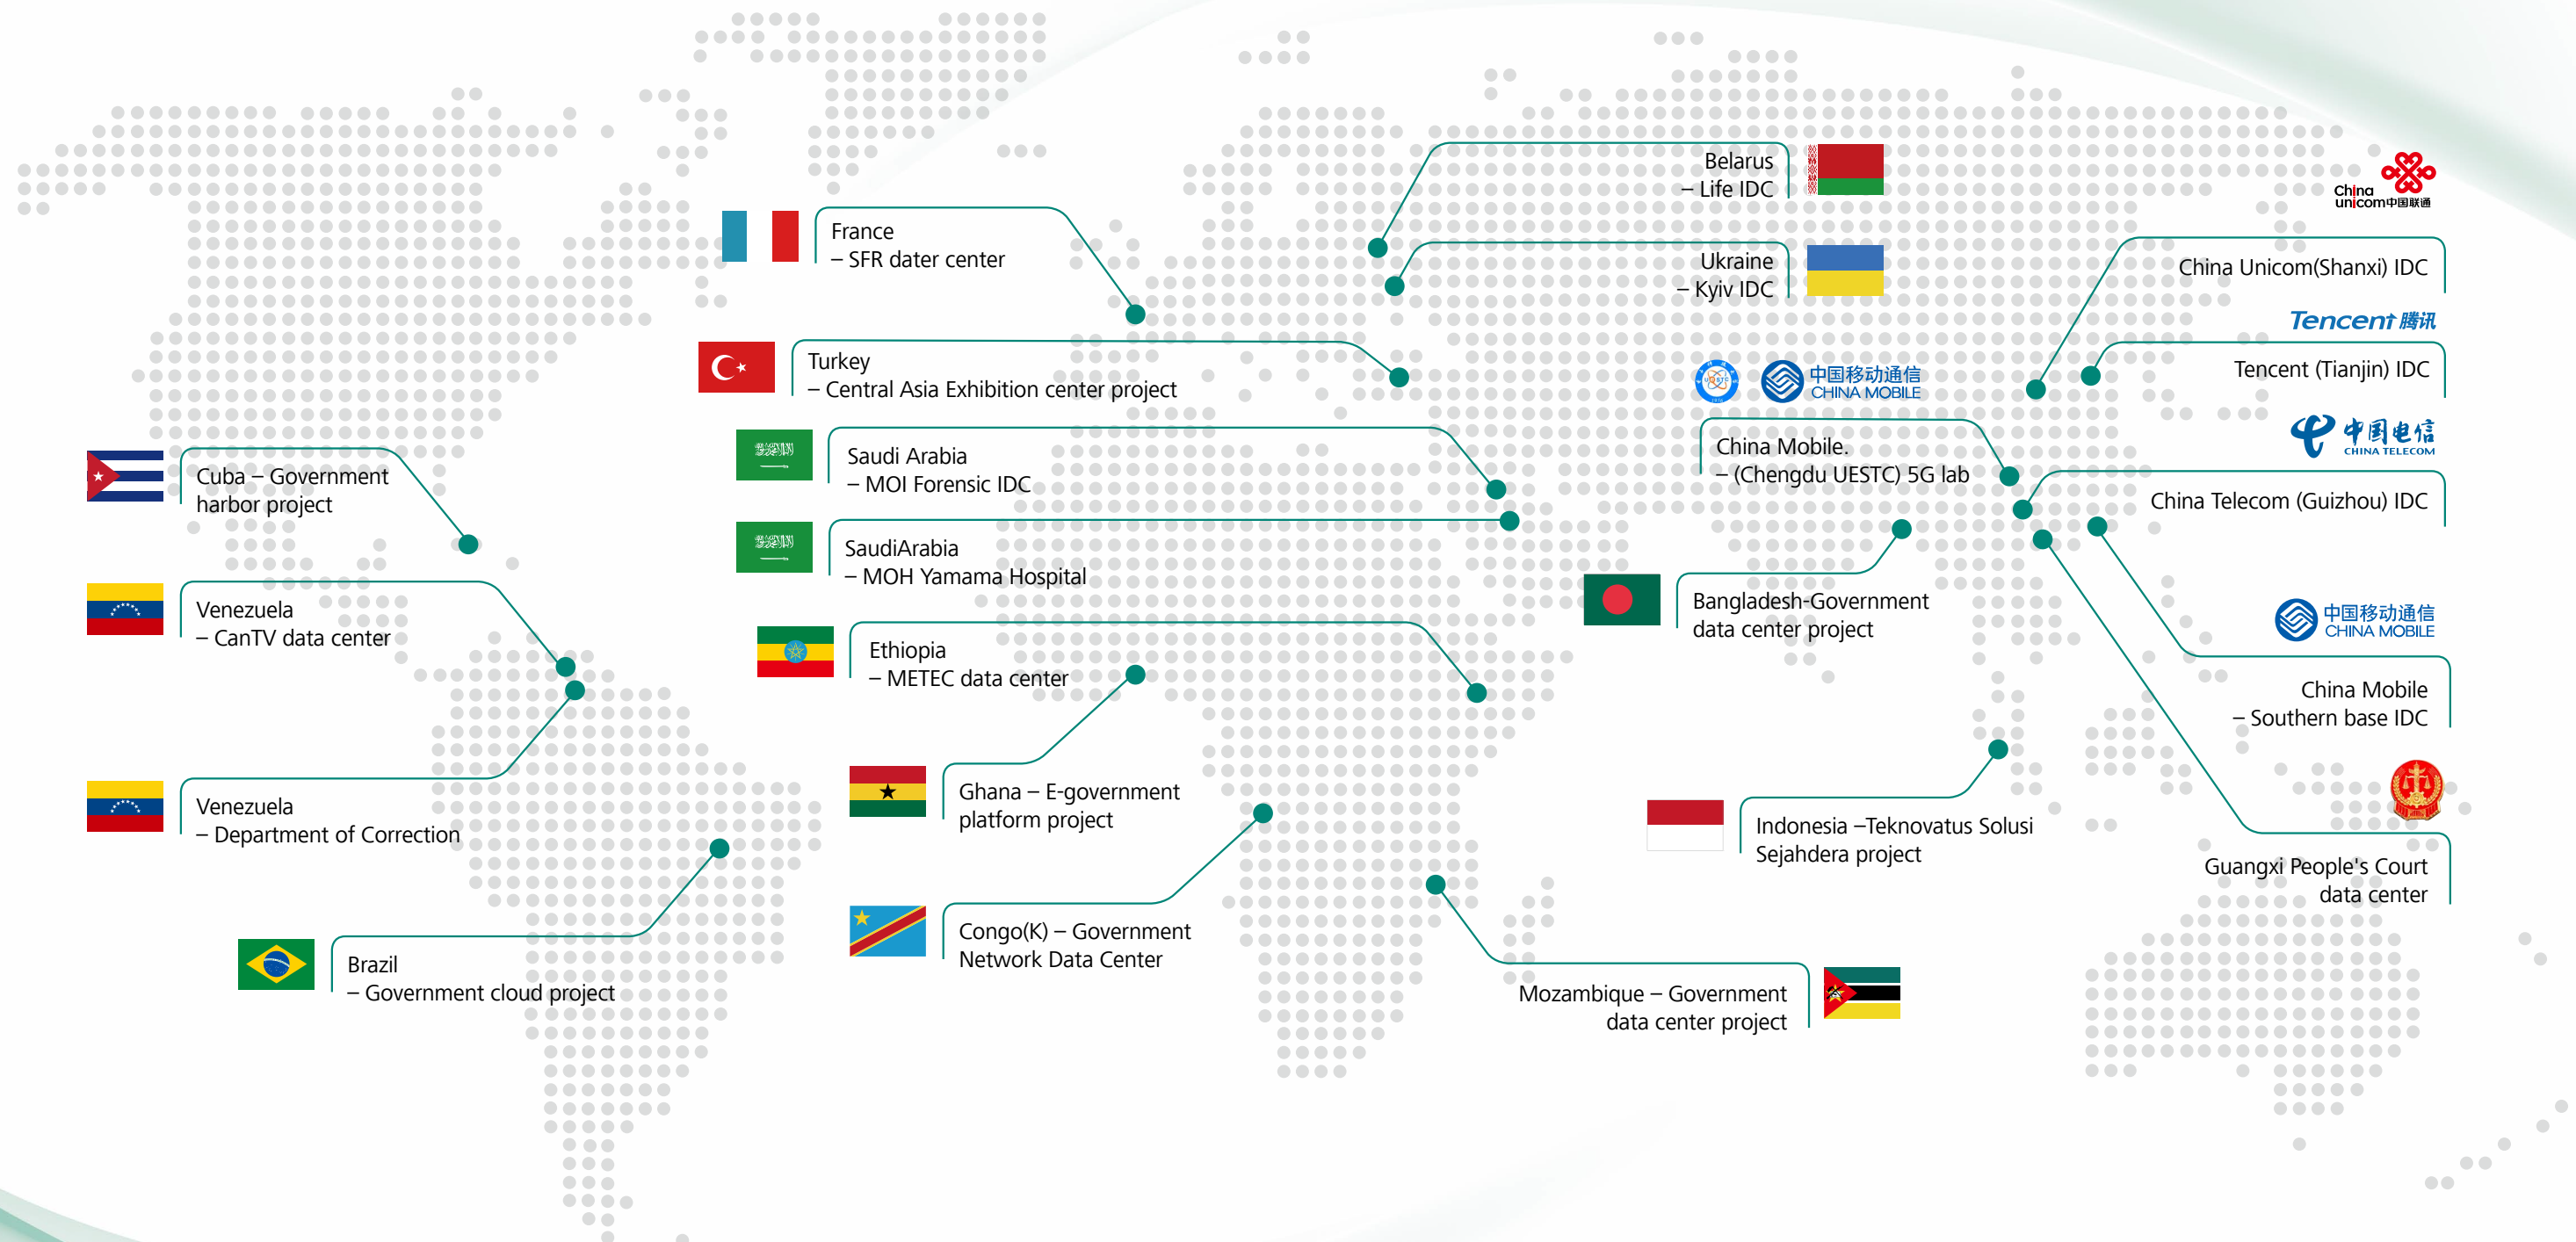 China
unicom中国联通
Belarus
– Life IDC
France
– SFR dater center
Ukraine
– Kyiv IDC
China Unicom(Shanxi) IDC
Tencent 腾讯
Turkey
– Central Asia Exhibition center project
Tencent (Tianjin) IDC
中国移动通信
CHINA MOBILE
中国电信
CHINA TELECOM
Saudi Arabia
– MOI Forensic IDC
China Mobile.
– (Chengdu UESTC) 5G lab
Cuba – Government
harbor project
China Telecom (Guizhou) IDC
SaudiArabia
– MOH Yamama Hospital
Venezuela
– CanTV data center
Bangladesh-Government
data center project
中国移动通信
CHINA MOBILE
Ethiopia
– METEC data center
China Mobile
– Southern base IDC
Venezuela
– Department of Correction
Ghana – E-government
platform project
Indonesia –Teknovatus Solusi
Sejahdera project
Guangxi People's Court
data center
Congo(K) – Government
Network Data Center
Brazil
– Government cloud project
Mozambique – Government
data center project